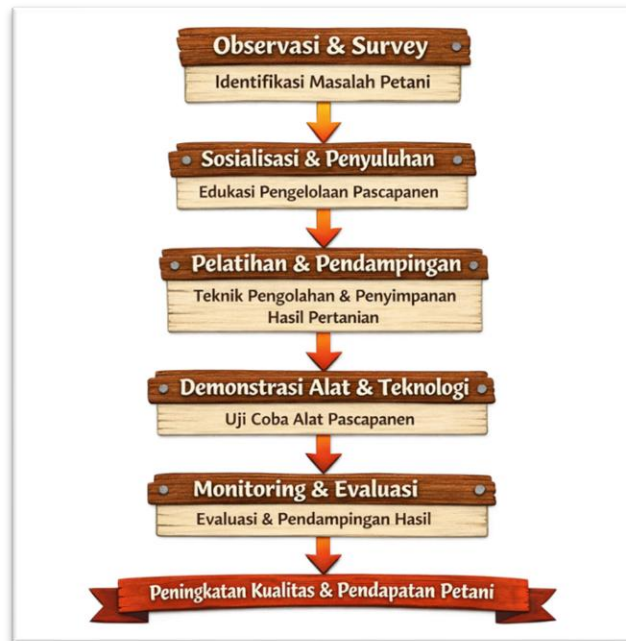 Observasi & Survey
Identifikasi Masalah Petani
Sosialisasi & Penyuluhan
Edukasi Pengelolaan Pascapanen
Pelatihan & Pendampingan
Teknik Pengolahan & Penyimpanan
Hasil Pertanian
Demonstrasi Alat & Teknologi
Uji Coba Alat Pascapanen
Monitoring & Evaluasi
Evaluasi & Pendampingan Hasil
Peningkatan Kualitas & Pendapatan Petani